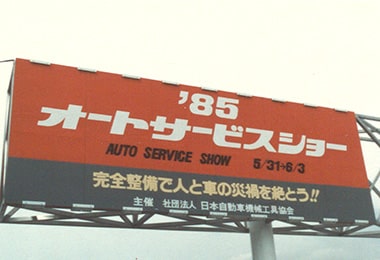 '85
オートサービスショー
AUTO SERVICE SHOW 5/31→6/3
完全整備で人と車の災禍を絶とう!!
主催 社団法人 日本自動車機械工具協会